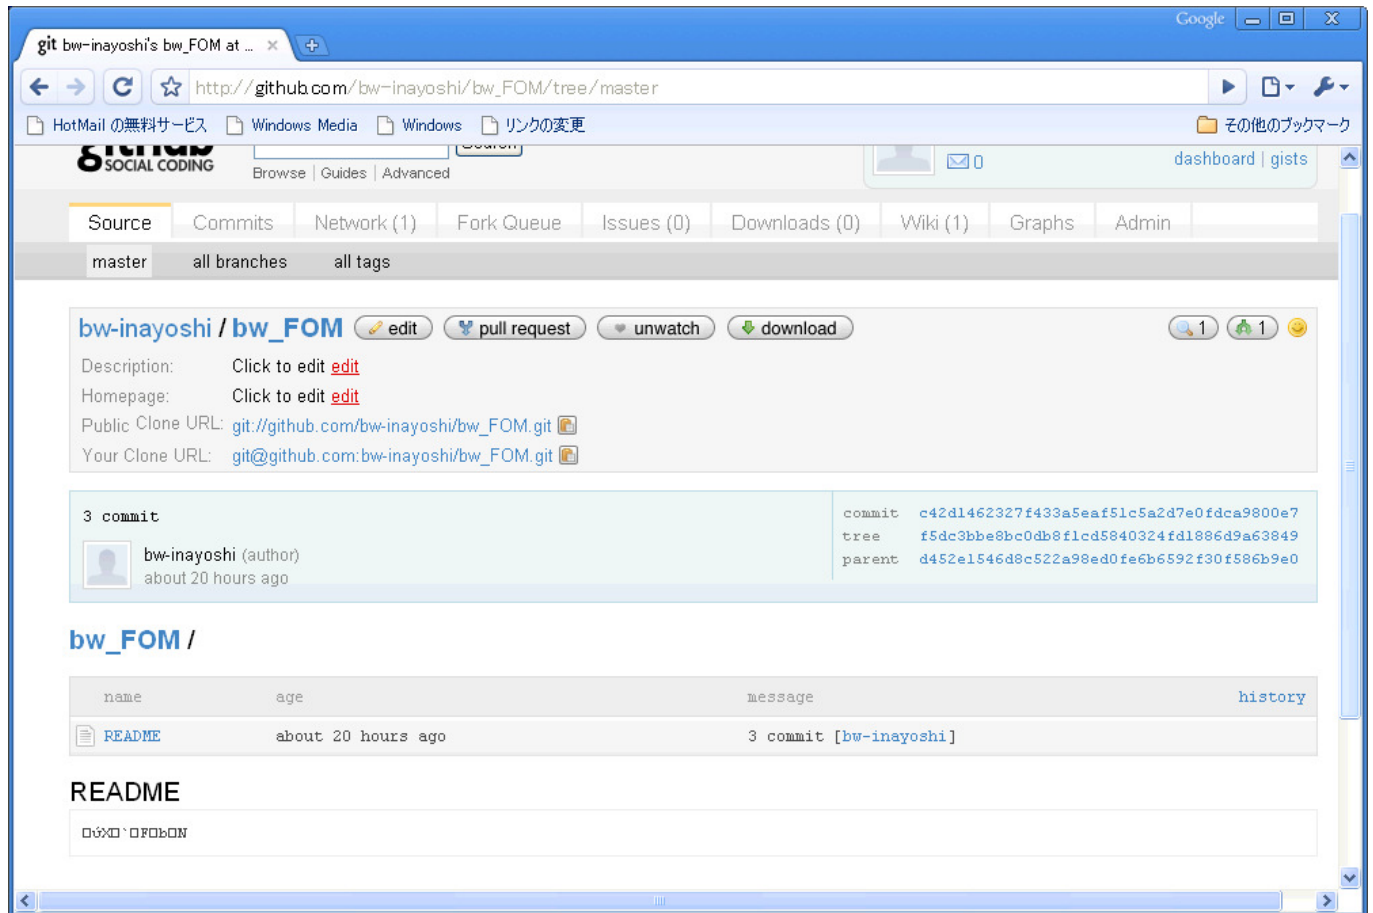 Google
git bw-inayoshi's bw_FOM at ...
http://github.com/bw-inayoshi/bw_FOM/tree/master
HotMail の無料サービス Windows Media Windows リンクの変更 その他のブックマーク
github Search
SOCIAL CODING
Browse | Guides | Advanced
0 dashboard | gists
Source Commits Network (1) Fork Queue Issues (0) Downloads (0) Wiki (1) Graphs Admin
master all branches all tags
bw-inayoshi / bw_FOM edit pull request unwatch download 1 1
Description: Click to edit edit
Homepage: Click to edit edit
Public Clone URL: git://github.com/bw-inayoshi/bw_FOM.git
Your Clone URL: git@github.com:bw-inayoshi/bw_FOM.git
3 commit
bw-inayoshi (author)
about 20 hours ago
commit c42d1462327f433a5eaf51c5a2d7e0fdca9800e7
tree f5dc3bbe8bc0db8f1cd5840324fd1886d9a63849
parent d452e1546d8c522a98ed0fe6b6592f30f586b9e0
bw_FOM /
name age message history
README about 20 hours ago 3 commit [bw-inayoshi]
README
□úX□`□F□b□N